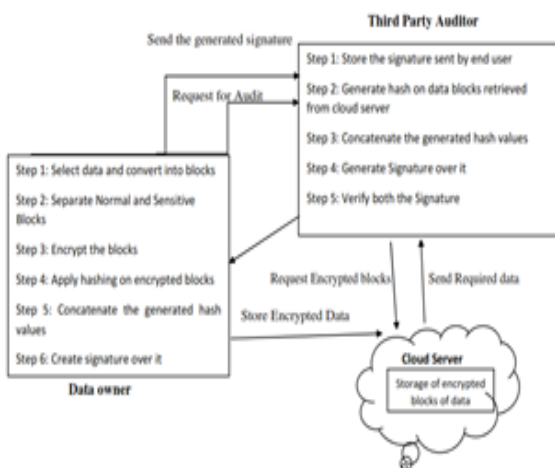 Third Party Auditor
Send the generated signature
Step 1: Store the signature sent by end user
Step 2: Generate hash on data blocks retrieved
from cloud server
Step 3: Concatenate the generated hash values
Step 4: Generate Signature over it
Step 5: Verify both the Signature
Request for Audit
Step 1: Select data and convert into blocks
Step 2: Separate Normal and Sensitive
Blocks
Step 3: Encrypt the blocks
Step 4: Apply hashing on encrypted blocks
Step 5: Concatenate the generated hash
values
Step 6: Create signature over it
Data owner
Request Encrypted blocks
Send Required data
Store Encrypted Data
Cloud Server
Storage of encrypted
blocks of data